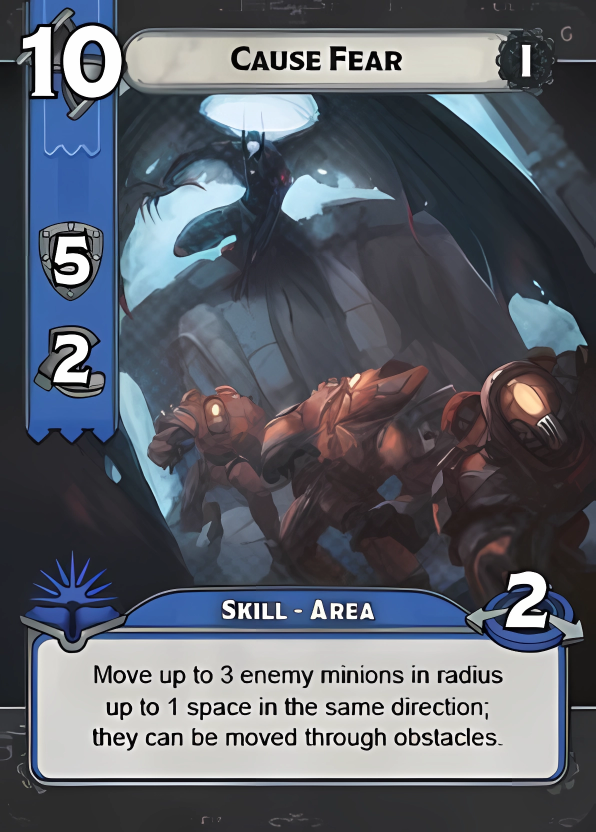 10
CAUSE FEAR
I
G
5
2
SKILL - AREA
2
Move up to 3 enemy minions in radius
up to 1 space in the same direction;
they can be moved through obstacles.